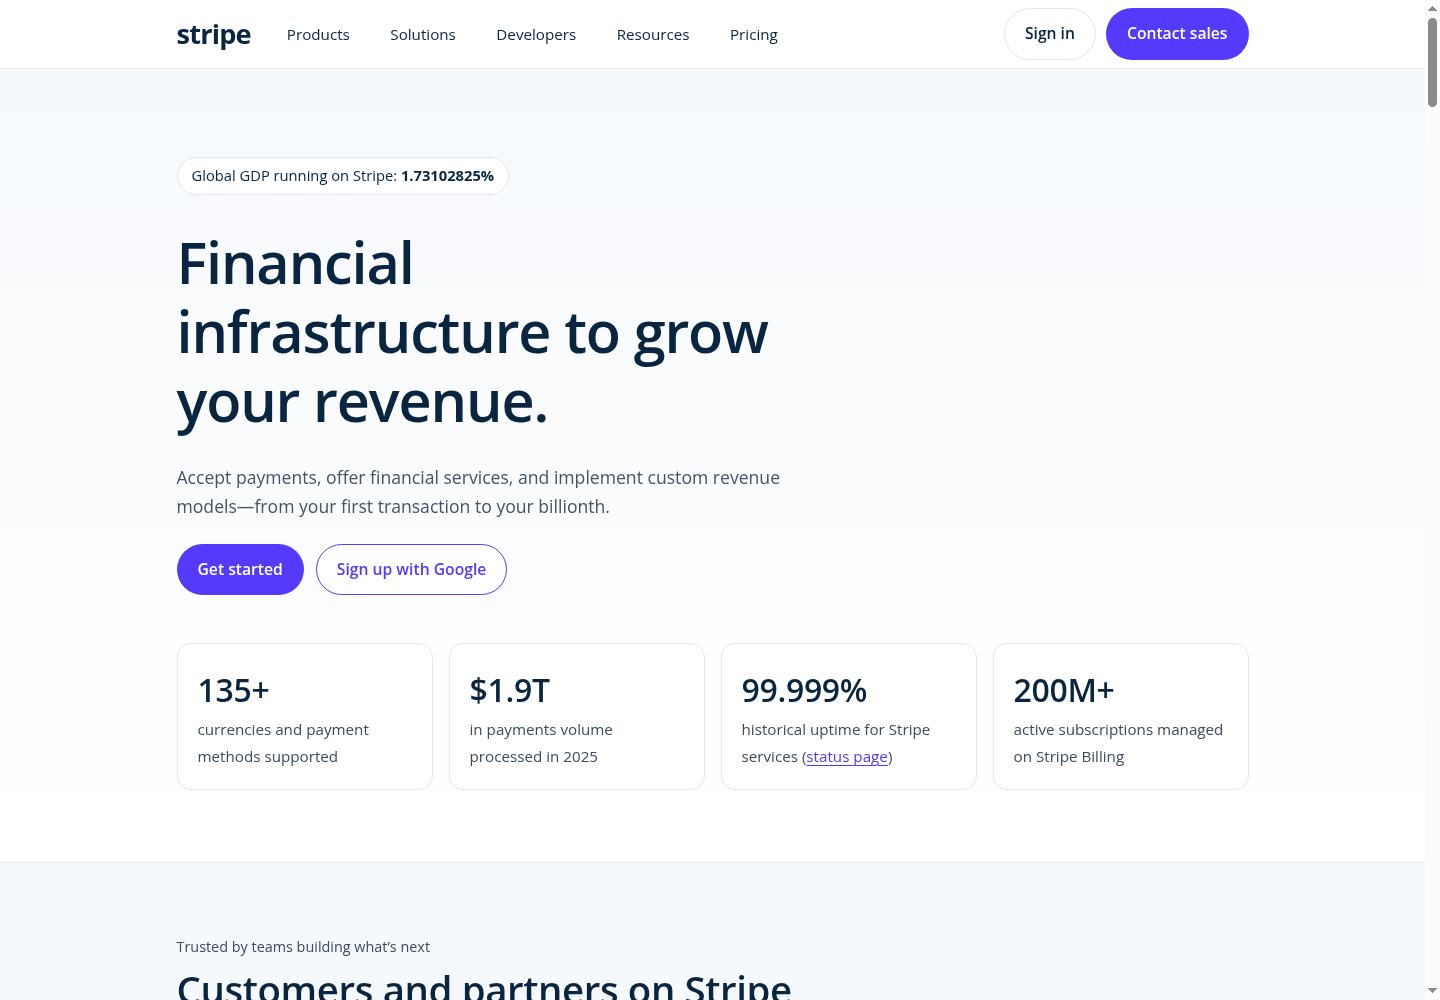 stripe
Products
Solutions
Developers
Resources
Pricing
Sign in
Contact sales
Global GDP running on Stripe: 1.73102825%
Financial
infrastructure to grow
your revenue.
Accept payments, offer financial services, and implement custom revenue
models—from your first transaction to your billionth.
Get started
Sign up with Google
135+
currencies and payment
methods supported
$1.9T
in payments volume
processed in 2025
99.999%
historical uptime for Stripe
services (status page)
200M+
active subscriptions managed
on Stripe Billing
Trusted by teams building what’s next
Customers and partners on Stripe